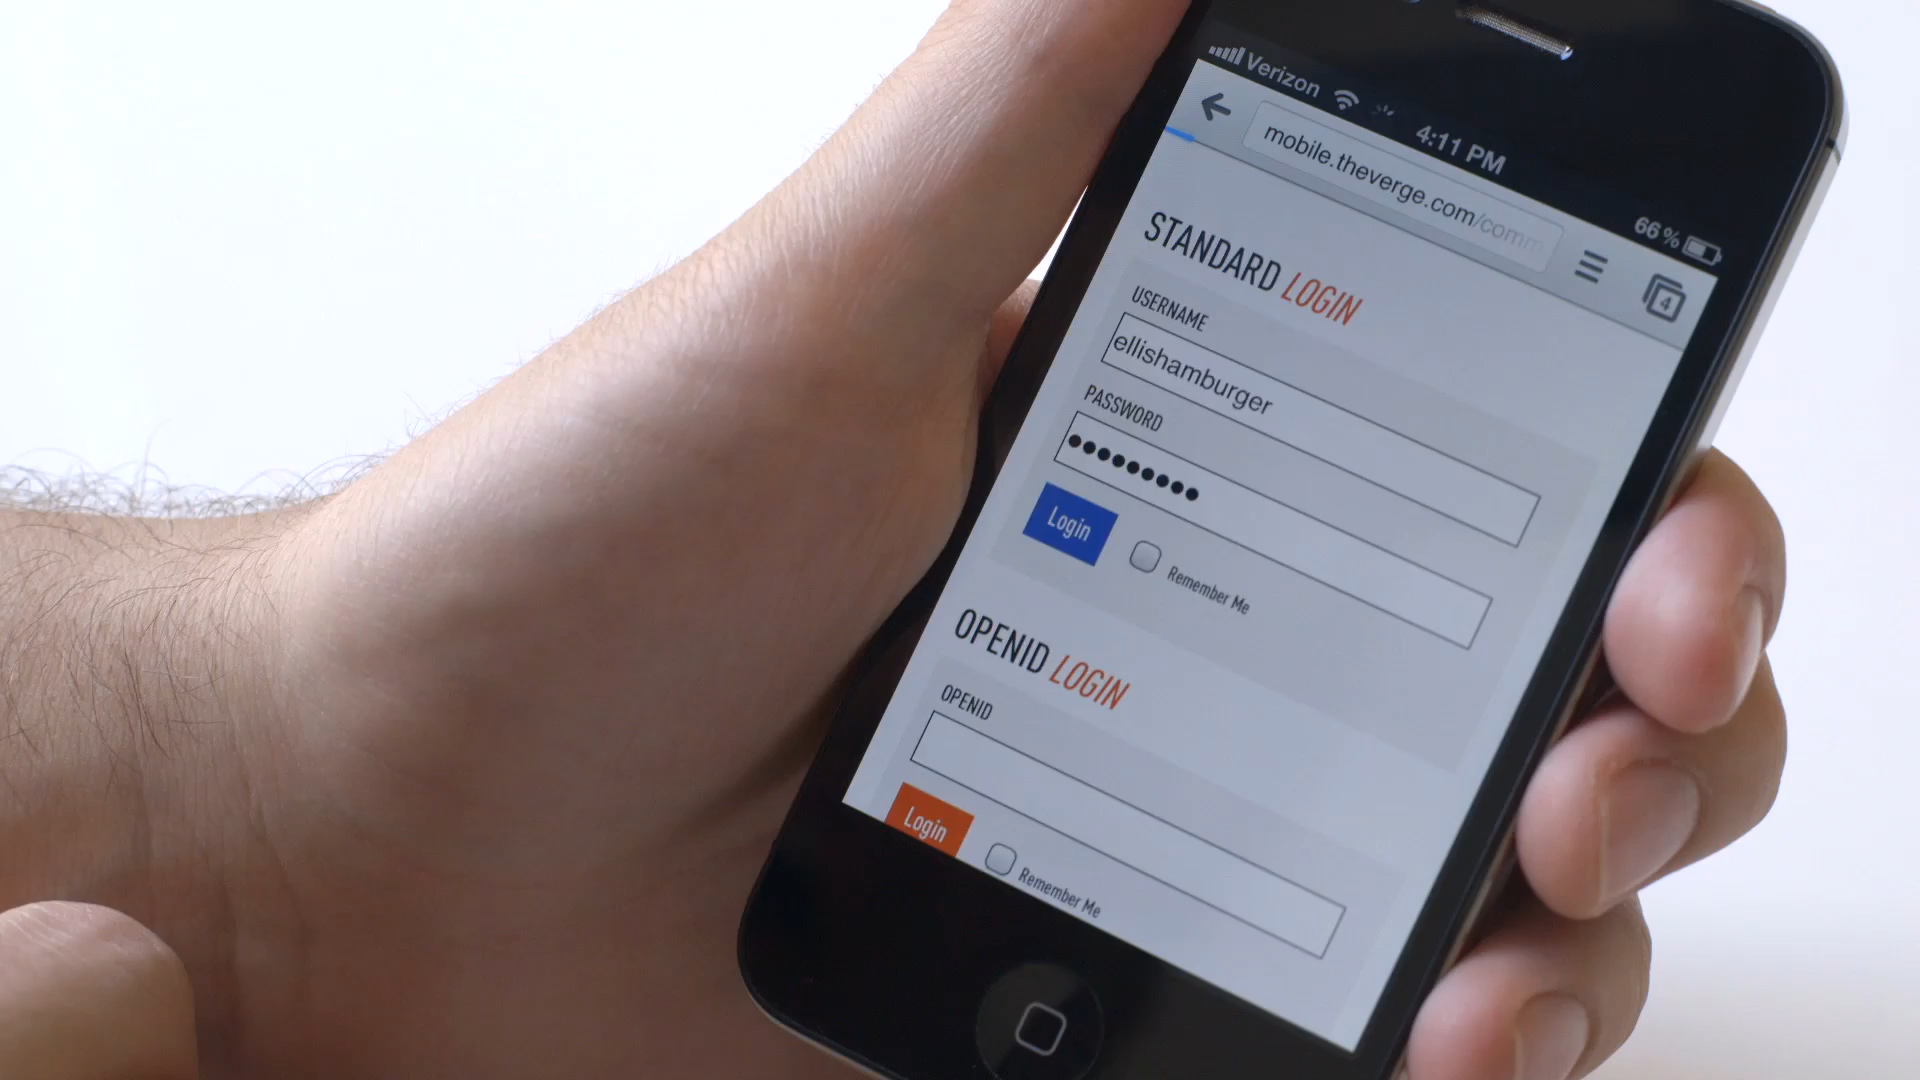 Verizon 4:11 PM 66%
mobile.theverge.com/comm
4
STANDARD LOGIN
USERNAME
ellishamburger
PASSWORD
●●●●●●●●●
Login Remember Me
OPENID LOGIN
OPENID
Login Remember Me